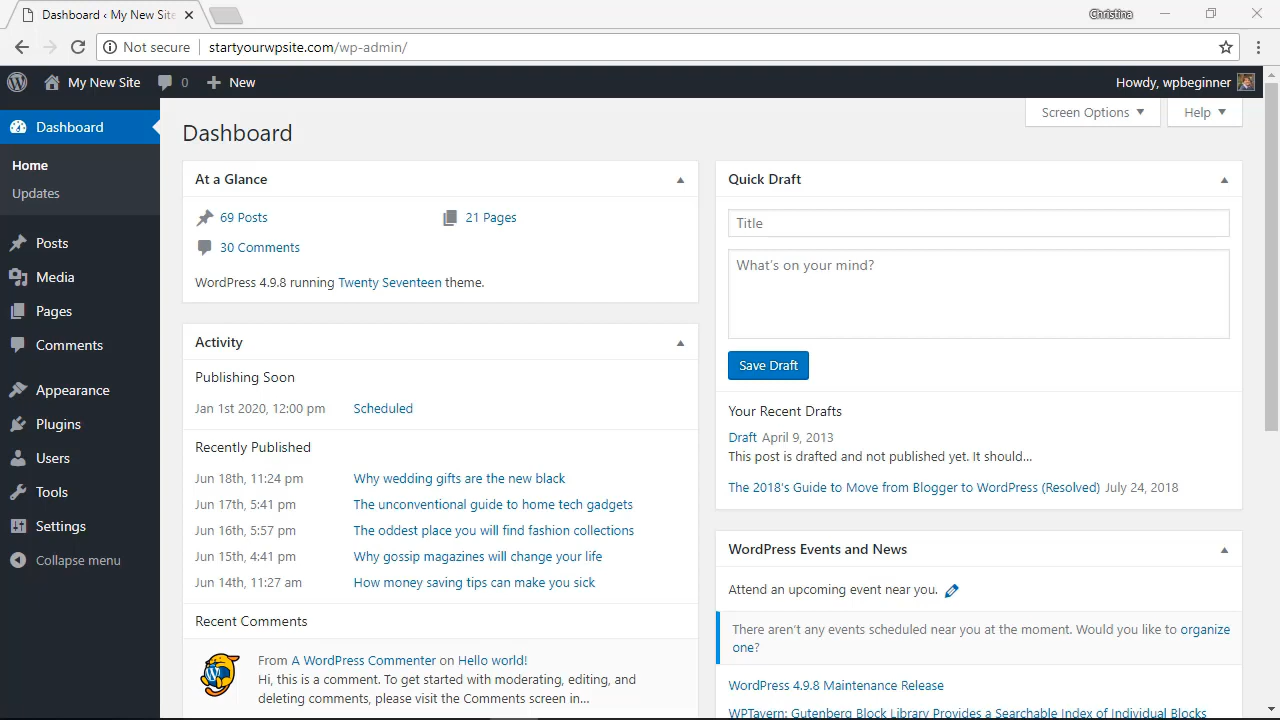 Dashboard ‹ My New Site
Christina
Not secure
startyourwpsite.com/wp-admin/
My New Site
0
New
Howdy, wpbeginner
Dashboard
Home
Updates
Posts
Media
Pages
Comments
Appearance
Plugins
Users
Tools
Settings
Collapse menu
Screen Options
Help
Dashboard
At a Glance
69 Posts
21 Pages
30 Comments
WordPress 4.9.8 running Twenty Seventeen theme.
Activity
Publishing Soon
Jan 1st 2020, 12:00 pm Scheduled
Recently Published
Jun 18th, 11:24 pm Why wedding gifts are the new black
Jun 17th, 5:41 pm The unconventional guide to home tech gadgets
Jun 16th, 5:57 pm The oddest place you will find fashion collections
Jun 15th, 4:41 pm Why gossip magazines will change your life
Jun 14th, 11:27 am How money saving tips can make you sick
Recent Comments
From A WordPress Commenter on Hello world!
Hi, this is a comment. To get started with moderating, editing, and
deleting comments, please visit the Comments screen in...
Quick Draft
Title
What's on your mind?
Save Draft
Your Recent Drafts
Draft April 9, 2013
This post is drafted and not published yet. It should…
The 2018's Guide to Move from Blogger to WordPress (Resolved) July 24, 2018
WordPress Events and News
Attend an upcoming event near you.
There aren't any events scheduled near you at the moment. Would you like to organize
one?
WordPress 4.9.8 Maintenance Release
WPTavern: Gutenberg Block Library Provides a Searchable Index of Individual Blocks